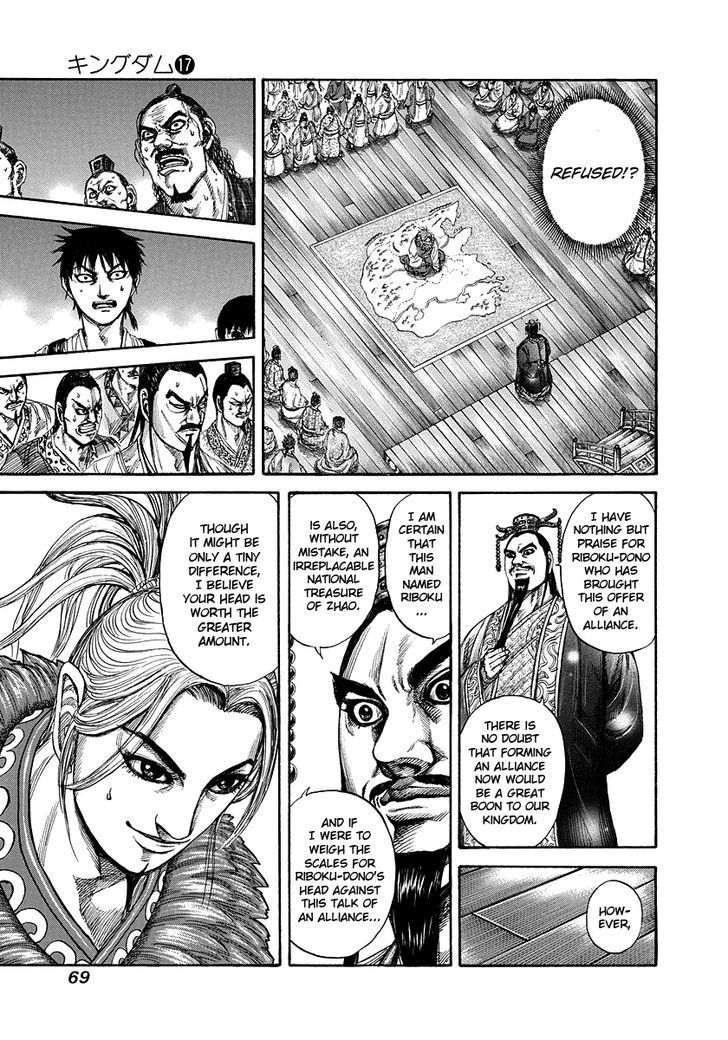 キングダム⓱
REFUSED!?
I HAVE
NOTHING BUT
PRAISE FOR
RIBOKU-DONO
WHO HAS
BROUGHT
THIS OFFER
OF AN
ALLIANCE.
THERE IS
NO DOUBT
THAT FORMING
AN ALLIANCE
NOW WOULD
BE A GREAT
BOON TO OUR
KINGDOM.
HOW-
EVER,
I AM
CERTAIN
THAT THIS
MAN NAMED
RIBOKU
...
IS ALSO,
WITHOUT
MISTAKE, AN
IRREPLACABLE
NATIONAL
TREASURE
OF ZHAO.
AND IF
I WERE TO
WEIGH THE
SCALES FOR
RIBOKU-DONO'S
HEAD AGAINST
THIS TALK
OF AN
ALLIANCE...
THOUGH
IT MIGHT BE
ONLY A TINY
DIFFERENCE,
I BELIEVE
YOUR HEAD IS
WORTH THE
GREATER
AMOUNT.
69